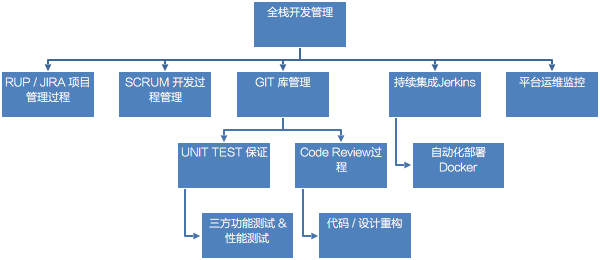 全栈开发管理
RUP / JIRA 项目
管理过程
SCRUM 开发过
程管理
GIT 库管理
持续集成Jerkins
平台运维监控
UNIT TEST 保证
Code Review过
程
自动化部署
Docker
三方功能测试 &
性能测试
代码 / 设计重构